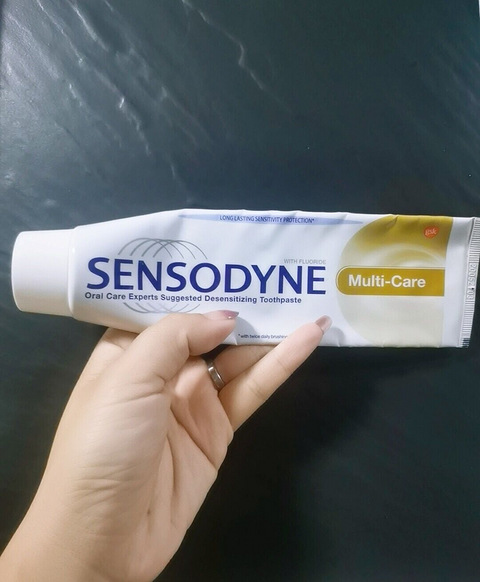 LONG LASTING SENSITIVITY PROTECTION*
gsk
WITH FLUORIDE
SENSODYNE
Multi-Care
Oral Care Experts Suggested Desensitizing Toothpaste
*with twice daily brushing